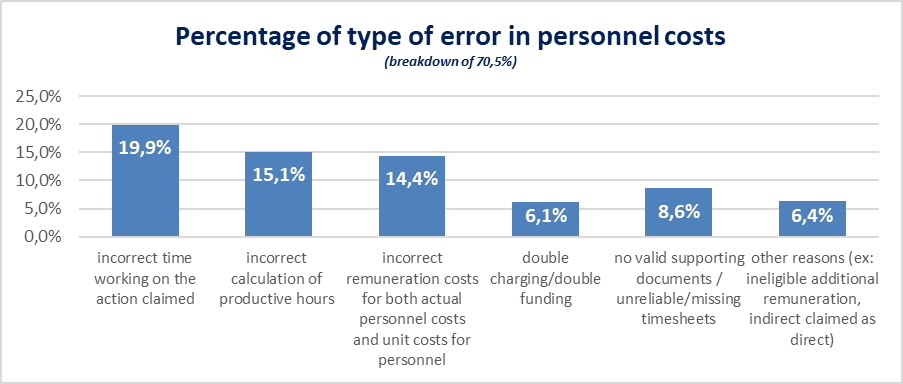 Percentage of type of error in personnel costs
(breakdown of 70,5%)
25,0%
20,0%
15,0%
10,0%
5,0%
0,0%
19,9%
15,1%
14,4%
6,1%
8,6%
6,4%
incorrect time
working on the
action claimed
incorrect
calculation of
productive hours
incorrect
remuneration costs
for both actual
personnel costs
and unit costs for
personnel
double
charging/double
funding
no valid supporting
documents /
unreliable/missing
timesheets
other reasons (ex:
ineligible additional
remuneration,
indirect claimed as
direct)